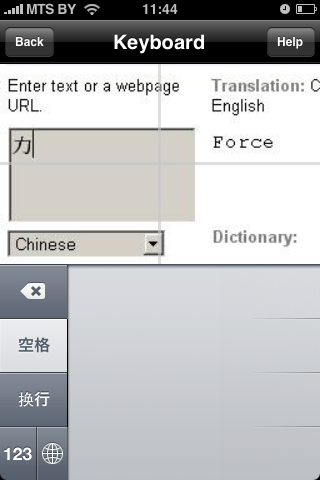 MTS BY 11:44
Back Keyboard Help
Enter text or a webpage
URL.
Translation: C
English
力
Force
Chinese
Dictionary:
空格
换行
123